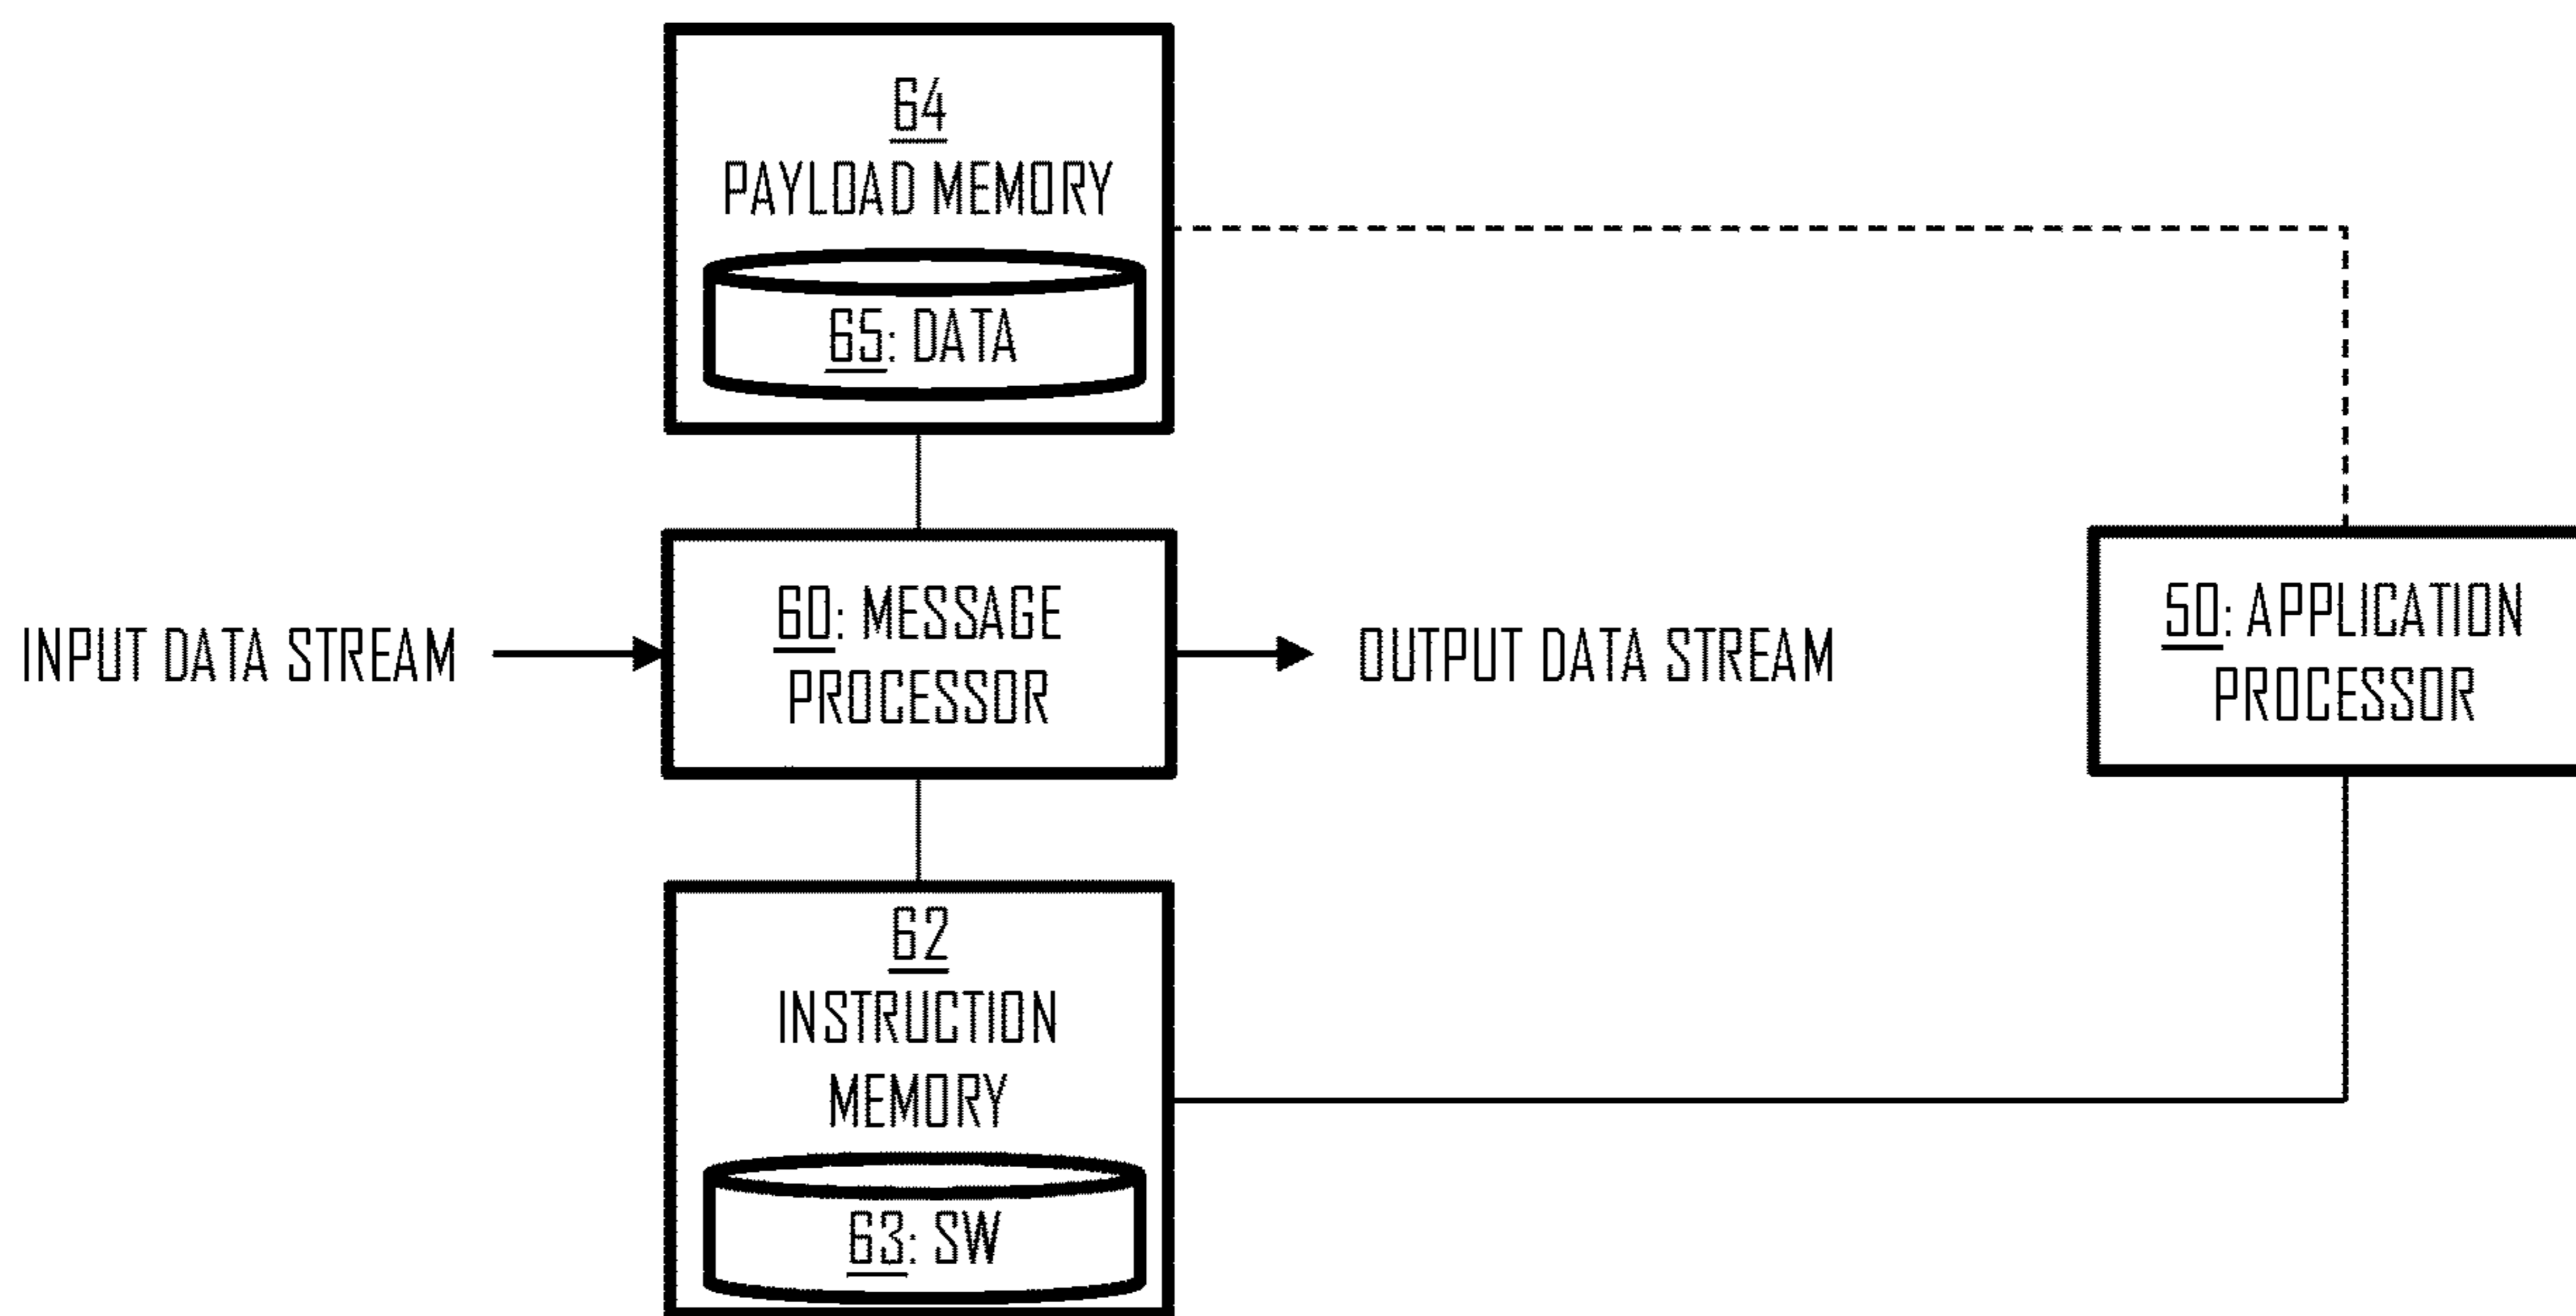 64
PAYLOAD MEMORY
65: DATA
INPUT DATA STREAM
60: MESSAGE
PROCESSOR
OUTPUT DATA STREAM
50: APPLICATION
PROCESSOR
62
INSTRUCTION
MEMORY
63: SW